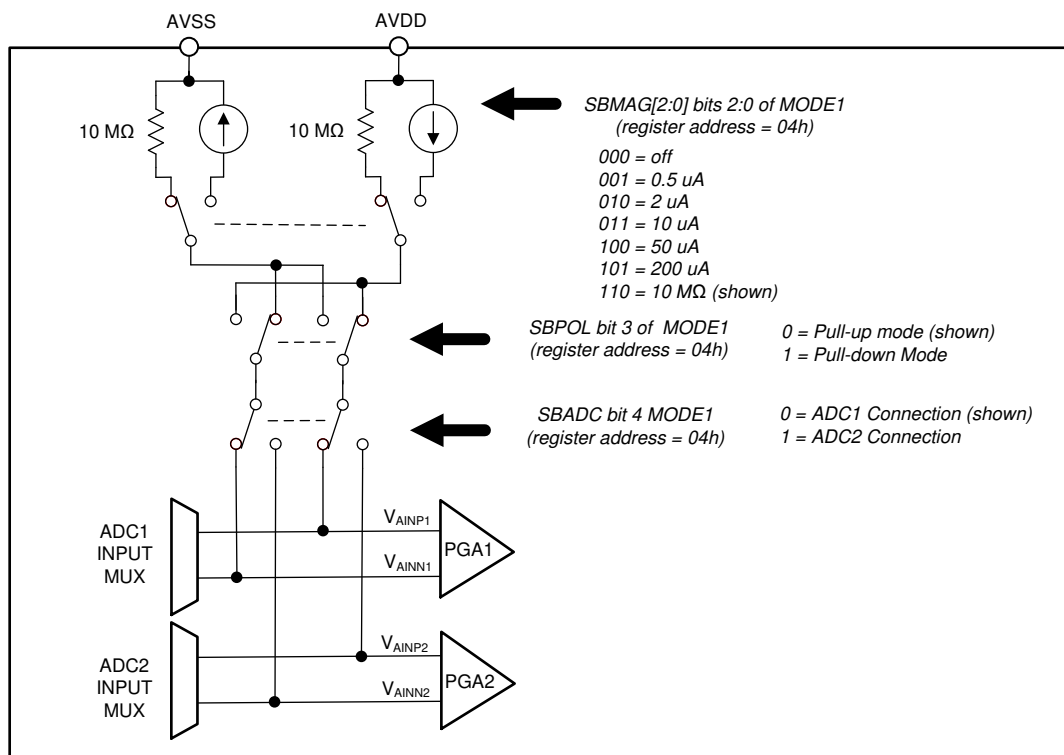 AVSS
AVDD
10 MΩ
10 MΩ
SBMAG[2:0] bits 2:0 of MODE1
(register address = 04h)
000 = off
001 = 0.5 uA
010 = 2 uA
011 = 10 uA
100 = 50 uA
101 = 200 uA
110 = 10 MΩ (shown)
SBPOL bit 3 of MODE1
(register address = 04h)
0 = Pull-up mode (shown)
1 = Pull-down Mode
SBADC bit 4 MODE1
(register address = 04h)
0 = ADC1 Connection (shown)
1 = ADC2 Connection
ADC1
INPUT
MUX
VAINP1
VAINN1
PGA1
ADC2
INPUT
MUX
VAINP2
VAINN2
PGA2